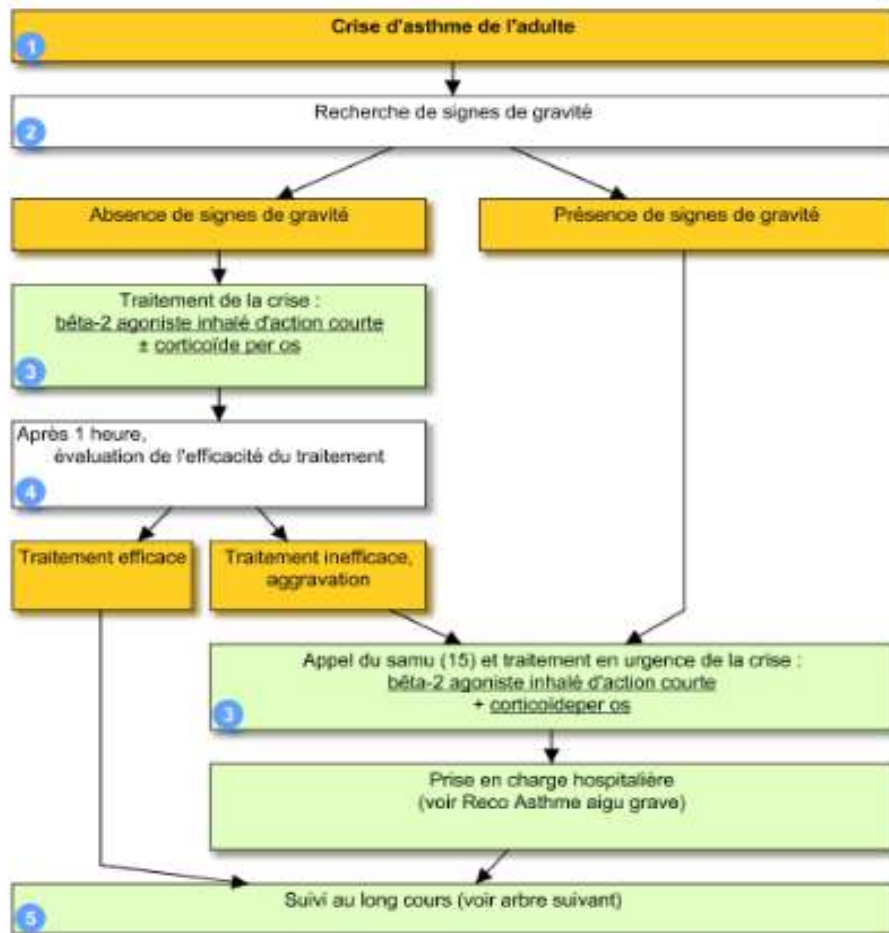 Crise d'asthme de l'adulte
1
Recherche de signes de gravité
2
Absence de signes de gravité
Présence de signes de gravité
Traitement de la crise :
bêta-2 agoniste inhalé d'action courte
± corticoïde per os
3
Après 1 heure,
évaluation de l'efficacité du traitement
4
Traitement efficace
Traitement inefficace,
aggravation
Appel du samu (15) et traitement en urgence de la crise :
bêta-2 agoniste inhalé d'action courte
+ corticoïdeper os
3
Prise en charge hospitalière
(voir Reco Asthme aigu grave)
Suivi au long cours (voir arbre suivant)
5